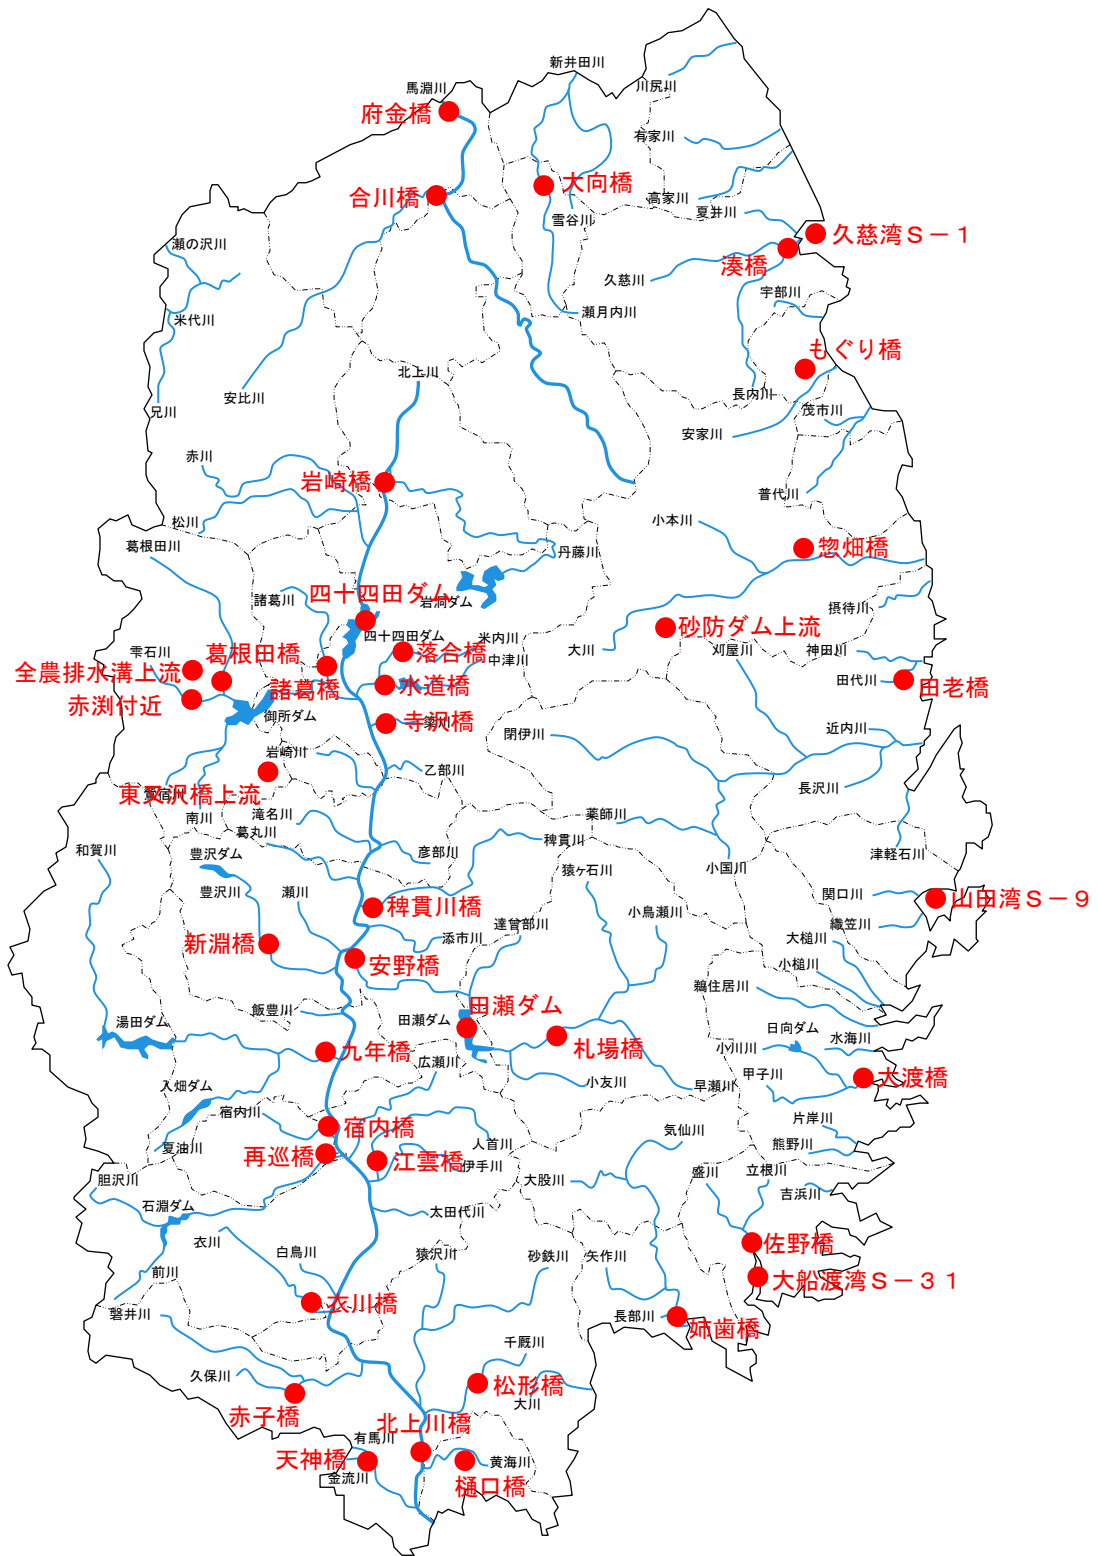 新井田川
川尻川
馬淵川
府金橋
有家川
大向橋
合川橋
高家川
夏井川
雪谷川
久慈湾Ｓ－１
瀬の沢川
湊橋
久慈川
宇部川
瀬月内川
米代川
もぐり橋
北上川
長内川
安比川
兄川
茂市川
安家川
赤川
岩崎橋
普代川
松川
小本川
葛根田川
丹藤川
惣畑橋
四十四田ダム
諸葛川
岩洞ダム
摂待川
砂防ダム上流
四十四田ダム
米内川
雫石川
葛根田橋
落合橋
中津川
大川
刈屋川
神田川
全農排水溝上流
諸葛橋
水道橋
田代川
田老橋
赤渕付近
御所ダム
寺沢橋
簗川
閉伊川
近内川
岩崎川
乙部川
東又沢橋上流
鶯宿川
長沢川
南川
滝名川
薬師川
葛丸川
稗貫川
和賀川
豊沢ダム
彦部川
津軽石川
猿ヶ石川
小国川
豊沢川
瀬川
関口川
山田湾Ｓ－９
稗貫川橋
小烏瀬川
達曽部川
織笠川
新淵橋
添市川
大槌川
安野橋
小槌川
鵜住居川
飯豊川
田瀬ダム
湯田ダム
田瀬ダム
日向ダム
水海川
九年橋
札場橋
小川川
広瀬川
甲子川
大渡橋
入畑ダム
小友川
早瀬川
宿内川
宿内橋
片岸川
気仙川
夏油川
再巡橋
人首川
熊野川
江雲橋
伊手川
胆沢川
大股川
盛川
立根川
吉浜川
石淵ダム
太田代川
衣川
佐野橋
白鳥川
猿沢川
砂鉄川
矢作川
前川
大船渡湾Ｓ－３１
衣川橋
磐井川
長部川
姉歯橋
千厩川
久保川
松形橋
赤子橋
大川
北上川橋
有馬川
天神橋
黄海川
金流川
樋口橋